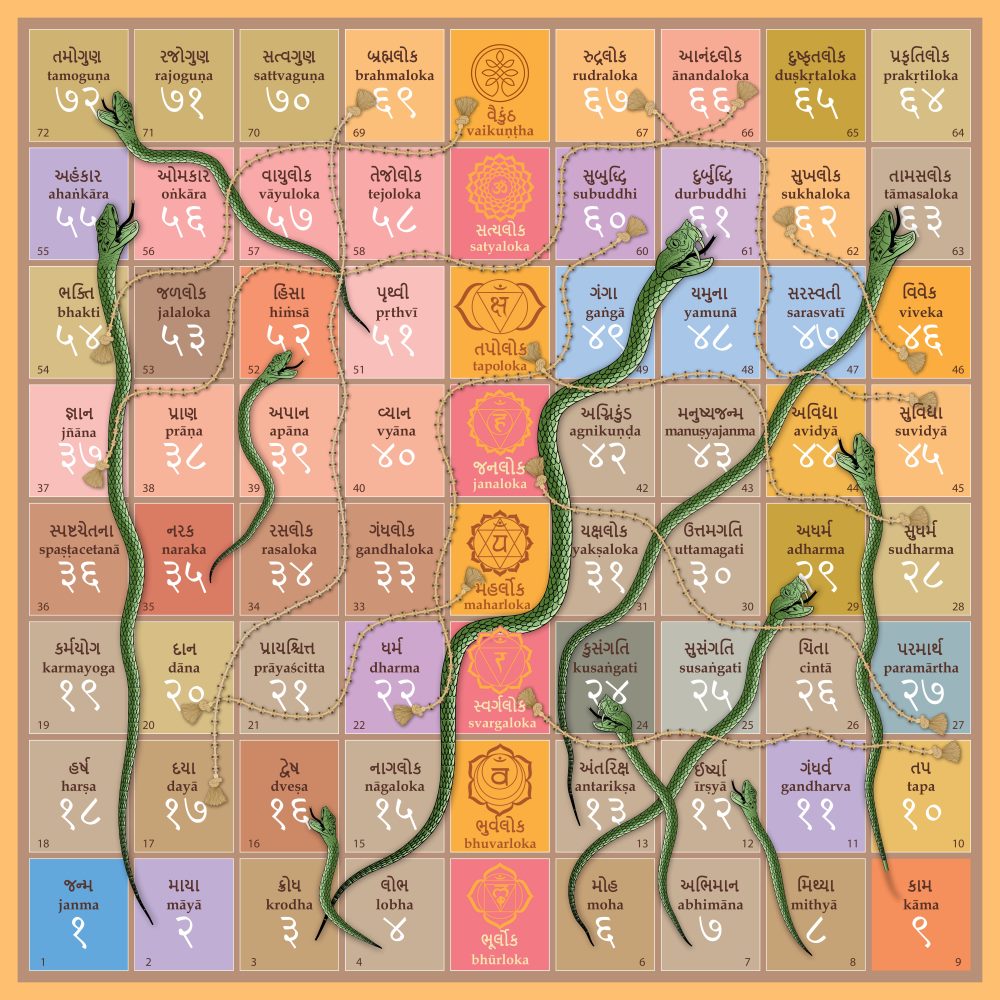 તમોગુણ
tamoguṇa
૭૨
72
રજોગુણ
rajoguṇa
૭૧
71
સત્વગુણ
sattvaguṇa
૭૦
70
બ્રહ્મલોક
brahmaloka
૬૯
69
વૈકુંઠ
vaikuṇṭha
રુદ્રલોક
rudraloka
૬૭
67
આનંદલોક
ānandaloka
૬૬
66
દુષ્કૃતલોક
duṣkṛtaloka
૬૫
65
પ્રકૃતિલોક
prakṛtiloka
૬૪
64
અહંકાર
ahaṅkāra
૫૫
55
ઓમકાર
oṅkāra
૫૬
56
વાયુલોક
vāyuloka
૫૭
57
તેજોલોક
tejoloka
૫૮
58
ॐ
સત્યલોક
satyaloka
સુબુદ્ધિ
subuddhi
૬૦
60
દુર્બુદ્ધિ
durbuddhi
૬૧
61
સુખલોક
sukhaloka
૬૨
62
તામસલોક
tāmasaloka
૬૩
63
ભક્તિ
bhakti
૫૪
54
જળલોક
jalaloka
૫૩
53
હિસા
hiṁsā
૫૨
52
પૃથ્વી
pṛthvī
૫૧
51
क्ष
તપોલોક
tapoloka
ગંગા
gaṅgā
૪૯
49
યમુના
yamunā
૪૮
48
સરસ્વતી
sarasvatī
૪૭
47
વિવેક
viveka
૪૬
46
જ્ઞાન
jñāna
૩૭
37
પ્રાણ
prāṇa
૩૮
38
અપાન
apāna
૩૯
39
વ્યાન
vyāna
૪૦
40
हं
જનલોક
janaloka
અગ્નિકુંડ
agnikuṇḍa
૪૨
42
મનુષ્યજન્મ
manuṣyajanma
૪૩
43
અવિદ્યા
avidyā
૪૪
44
સુવિદ્યા
suvidyā
૪૫
45
સ્પષ્ટચેતના
spaṣṭacetanā
૩૬
36
નરક
naraka
૩૫
35
રસલોક
rasaloka
૩૪
34
ગંધલોક
gandhaloka
૩૩
33
यं
મહર્લોક
maharloka
યક્ષલોક
yakṣaloka
૩૧
31
ઉત્તમગતિ
uttamagati
૩૦
30
અધર્મ
adharma
૨૯
29
સુધર્મ
sudharma
૨૮
28
કર્મયોગ
karmayoga
૧૯
19
દાન
dāna
૨૦
20
પ્રાયશ્ચિત્ત
prāyaścitta
૨૧
21
ધર્મ
dharma
૨૨
22
रं
સ્વર્ગલોક
svargaloka
કુસંગતિ
kusaṅgati
૨૪
24
સુસંગતિ
susaṅgati
૨૫
25
ચિંતા
cintā
૨૬
26
પરમાર્થ
paramārtha
૨૭
27
હર્ષ
harṣa
૧૮
18
દયા
dayā
૧૭
17
દ્વેષ
dveṣa
૧૬
16
નાગલોક
nāgaloka
૧૫
15
वं
ભુર્વલોક
bhuvarloka
અંતરિક્ષ
antarikṣa
૧૩
13
ઈર્ષ્યા
īrṣyā
૧૨
12
ગંધર્વ
gandharva
૧૧
11
તપ
tapa
૧૦
10
જન્મ
janma
૧
1
માયા
māyā
૨
2
ક્રોધ
krodha
૩
3
લોભ
lobha
૪
4
ભૂર્લોક
bhūrloka
મોહ
moha
૬
6
અભિમાન
abhimāna
૭
7
મિથ્યા
mithyā
૮
8
કામ
kāma
૯
9